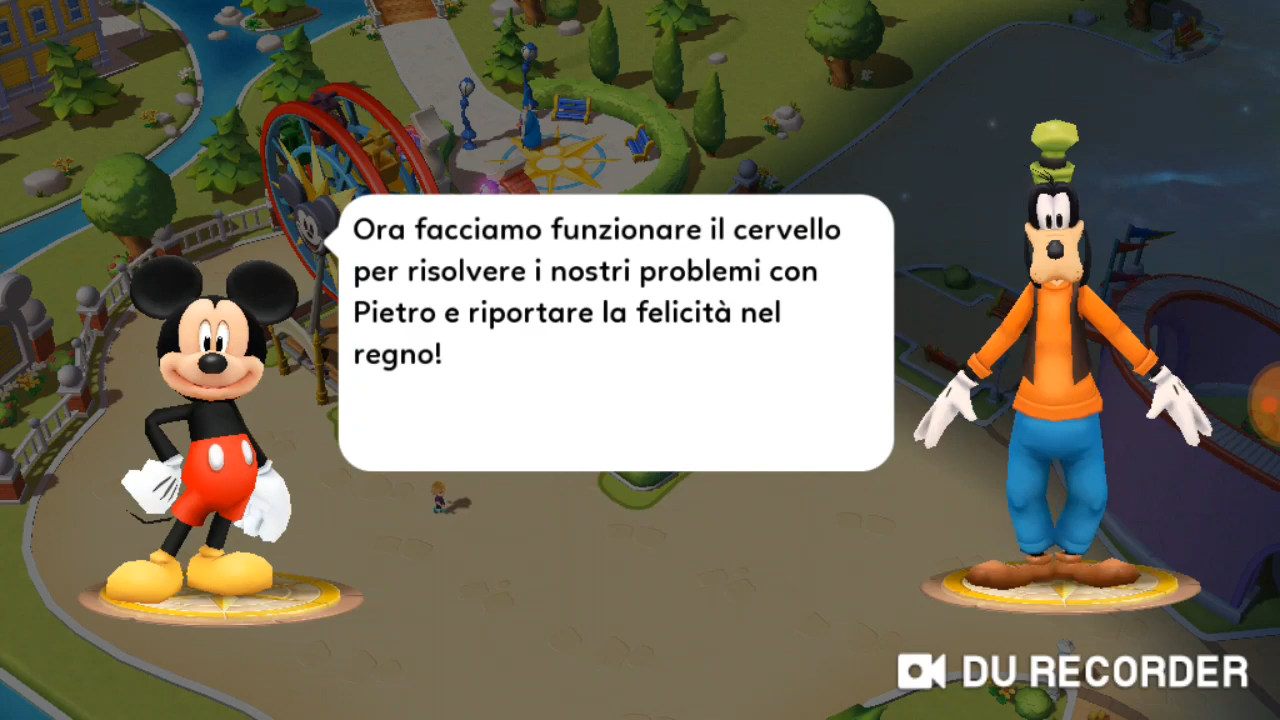 Ora facciamo funzionare il cervello
per risolvere i nostri problemi con
Pietro e riportare la felicità nel
regno!
DU RECORDER